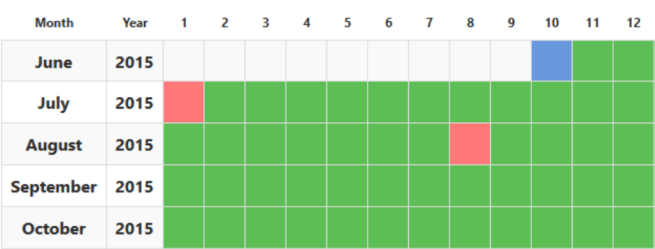 Month Year 1 2 3 4 5 6 7 8 9 10 11 12
June 2015
July 2015
August 2015
September 2015
October 2015